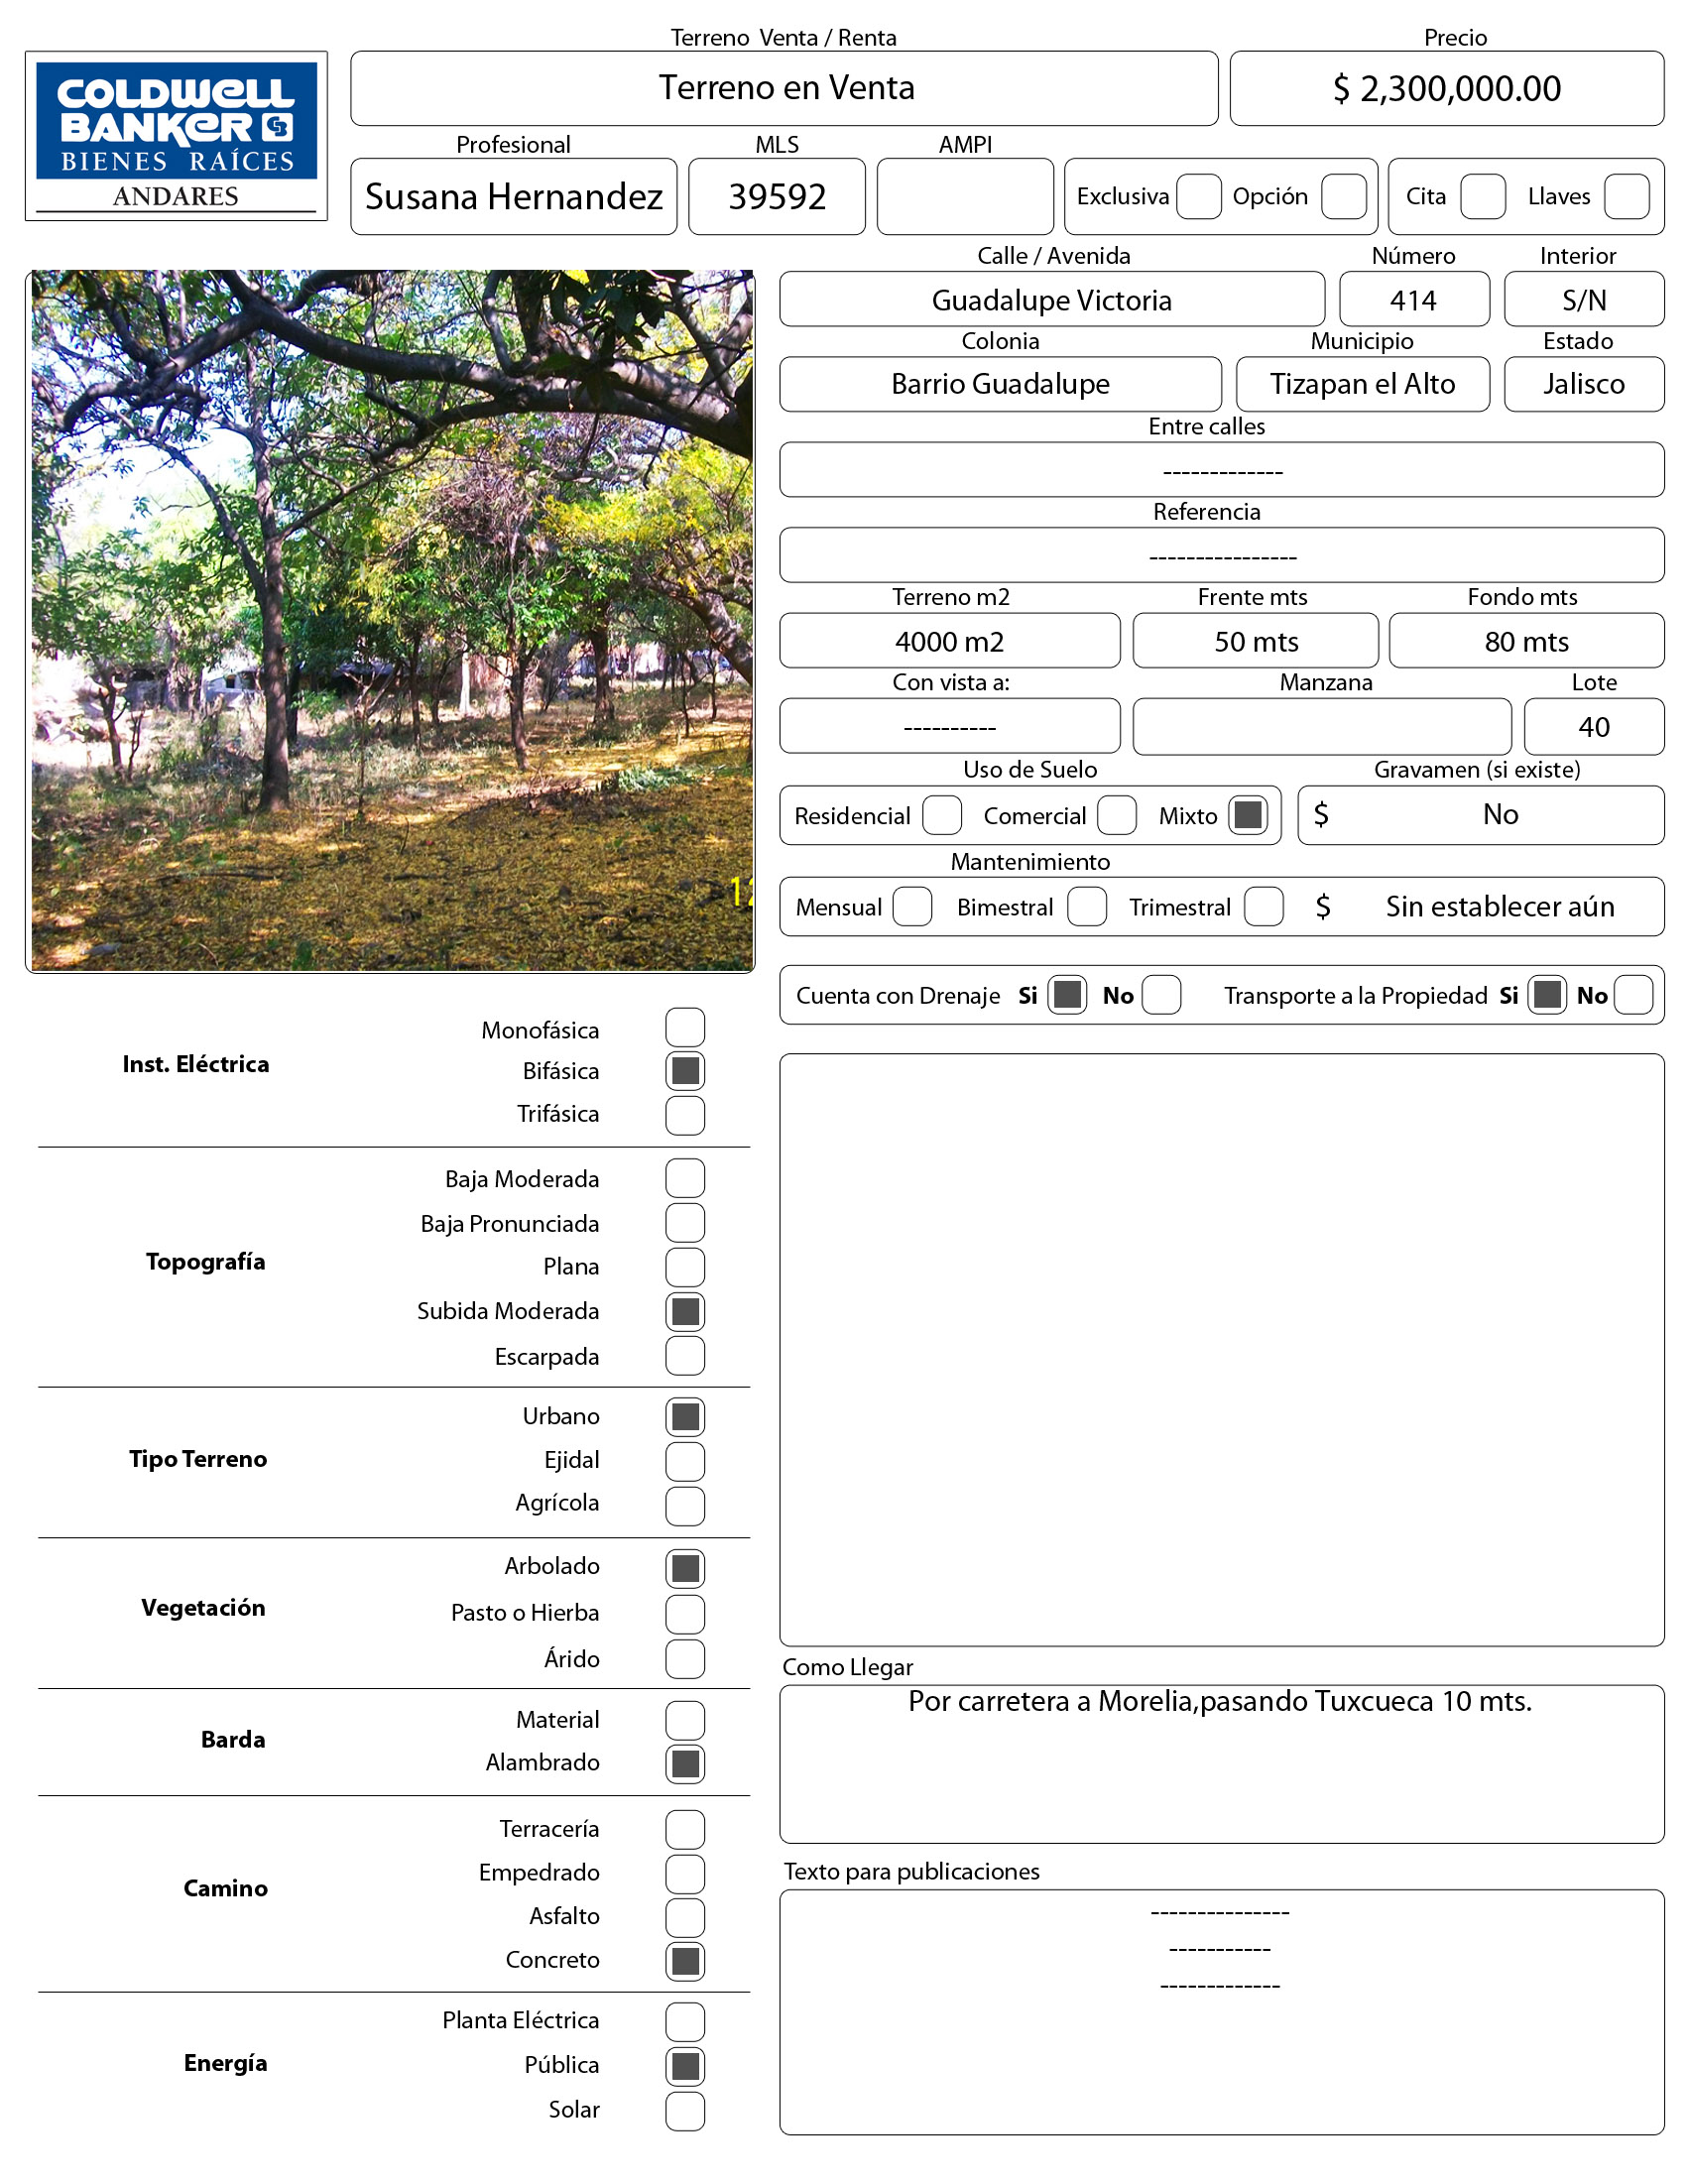 Terreno Venta / Renta
Precio
COLDWELL
BANKER CB
BIENES RAÍCES
ANDARES
Terreno en Venta
$ 2,300,000.00
Profesional
MLS
AMPI
Susana Hernandez
39592
Exclusiva
Opción
Cita
Llaves
Calle / Avenida
Número
Interior
Guadalupe Victoria
414
S/N
Colonia
Municipio
Estado
Barrio Guadalupe
Tizapan el Alto
Jalisco
Entre calles
-------------
Referencia
----------------
Terreno m2
Frente mts
Fondo mts
4000 m2
50 mts
80 mts
Con vista a:
Manzana
Lote
----------
40
Uso de Suelo
Gravamen (si existe)
Residencial
Comercial
Mixto
$ No
Mantenimiento
Mensual
Bimestral
Trimestral
$ Sin establecer aún
Cuenta con Drenaje Si No
Transporte a la Propiedad Si No
12
Inst. Eléctrica
Monofásica
Bifásica
Trifásica
Topografía
Baja Moderada
Baja Pronunciada
Plana
Subida Moderada
Escarpada
Tipo Terreno
Urbano
Ejidal
Agrícola
Vegetación
Arbolado
Pasto o Hierba
Árido
Barda
Material
Alambrado
Camino
Terracería
Empedrado
Asfalto
Concreto
Energía
Planta Eléctrica
Pública
Solar
Como Llegar
Por carretera a Morelia,pasando Tuxcueca 10 mts.
Texto para publicaciones
---------------
-----------
-------------